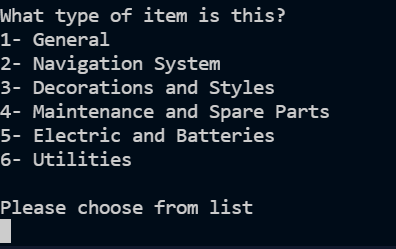 What type of item is this?
1- General
2- Navigation System
3- Decorations and Styles
4- Maintenance and Spare Parts
5- Electric and Batteries
6- Utilities
Please choose from list